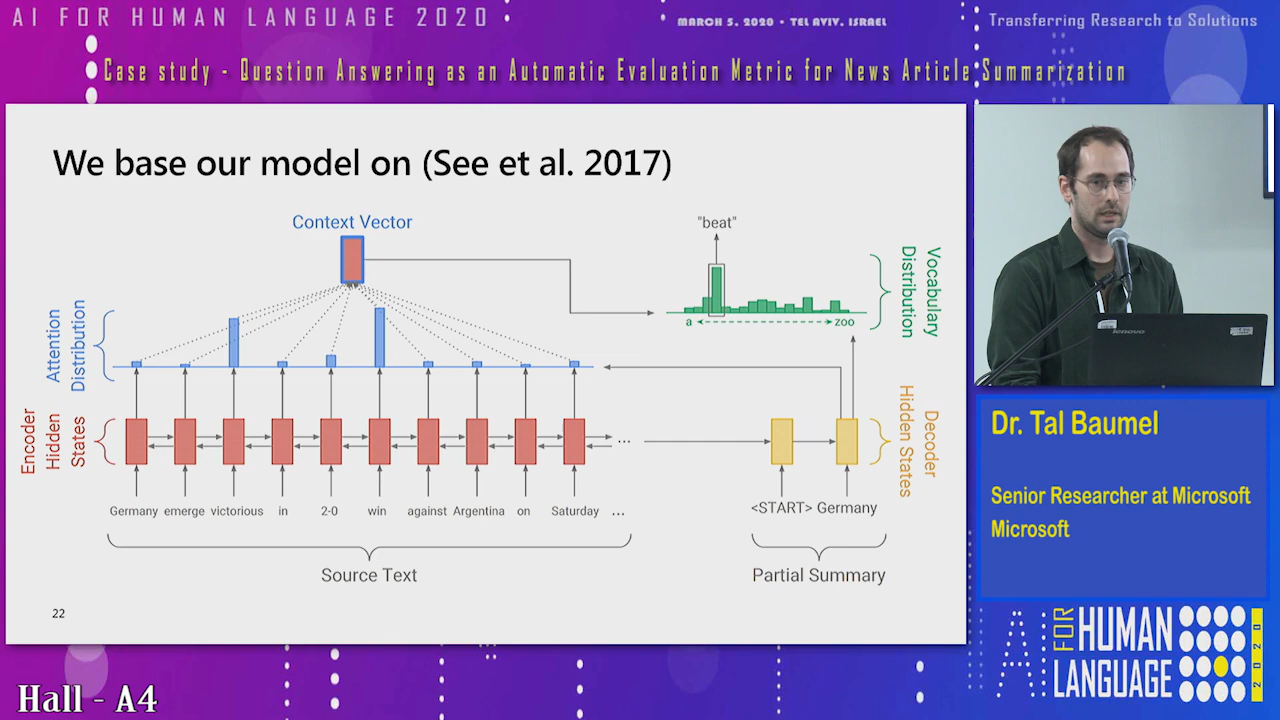 AI FOR HUMAN LANGUAGE 2020
MARCH 5, 2020 - TEL AVIV, ISRAEL
Transferring Research to Solutions
Case study - Question Answering as an Automatic Evaluation Metric for News Article Summarization
We base our model on (See et al. 2017)
Context Vector
"beat"
Vocabulary
Distribution
a
zoo
Attention
Distribution
Encoder
Hidden
States
Decoder
Hidden States
Germany emerge victorious in 2-0 win against Argentina on Saturday ...
...
<START> Germany
Source Text
Partial Summary
22
lenovo
Dr. Tal Baumel
Senior Researcher at Microsoft
Microsoft
AI FOR HUMAN
LANGUAGE
2020
Hall - A4